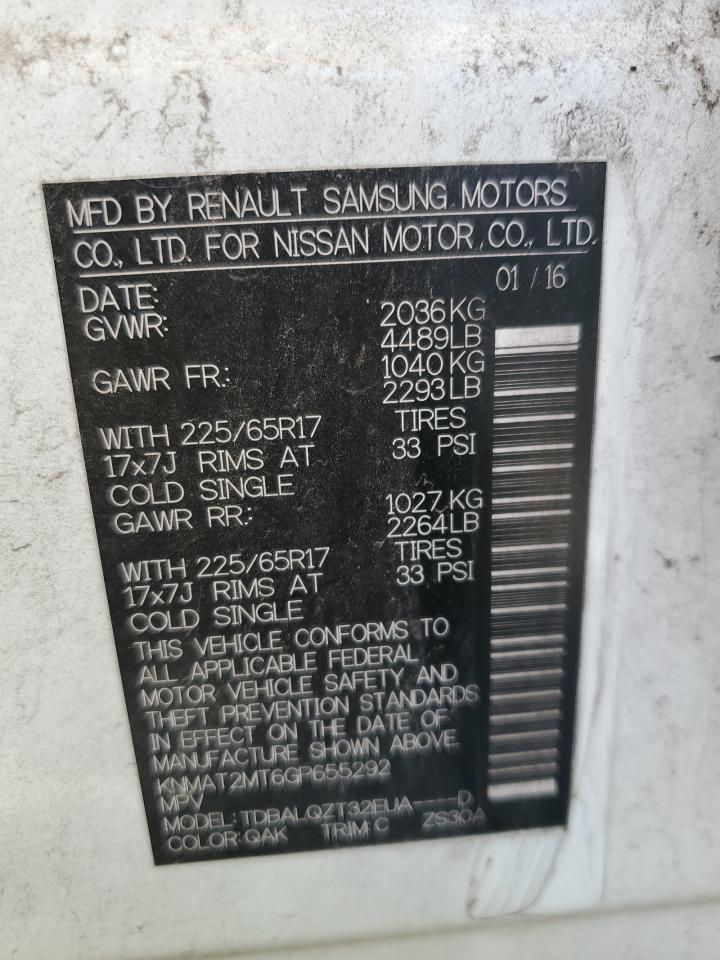 MFD BY RENAULT SAMSUNG MOTORS
CO., LTD. FOR NISSAN MOTOR CO., LTD.
DATE: 01 / 16
GVWR: 2036 KG
4489 LB
GAWR FR.: 1040 KG
2293 LB
WITH 225/65R17 TIRES
17x7J RIMS AT 33 PSI
COLD SINGLE
GAWR RR.: 1027 KG
2264 LB
WITH 225/65R17 TIRES
17x7J RIMS AT 33 PSI
COLD SINGLE
THIS VEHICLE CONFORMS TO
ALL APPLICABLE FEDERAL
MOTOR VEHICLE SAFETY AND
THEFT PREVENTION STANDARDS
IN EFFECT ON THE DATE OF
MANUFACTURE SHOWN ABOVE.
KNMAT2MT6GP655292
MPV
MODEL: TDBALQZT32EUA----D
COLOR: QAK TRIM: C ZS30A